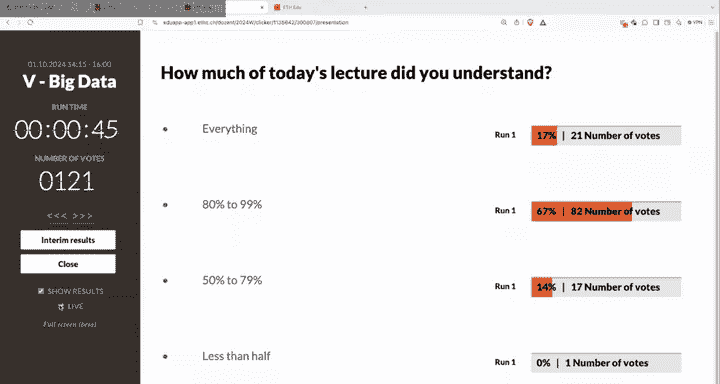 01.10.2024 14:15 - 16:00
V - Big Data
RUN TIME
00:00:45
NUMBER OF VOTES
0121
<<< >>>
Interim results
Close
SHOW RESULTS
LIVE
Full screen (beta)
How much of today's lecture did you understand?
Everything
Run 1
17% | 21 Number of votes
80% to 99%
Run 1
67% | 82 Number of votes
50% to 79%
Run 1
14% | 17 Number of votes
Less than half
Run 1
0% | 1 Number of votes